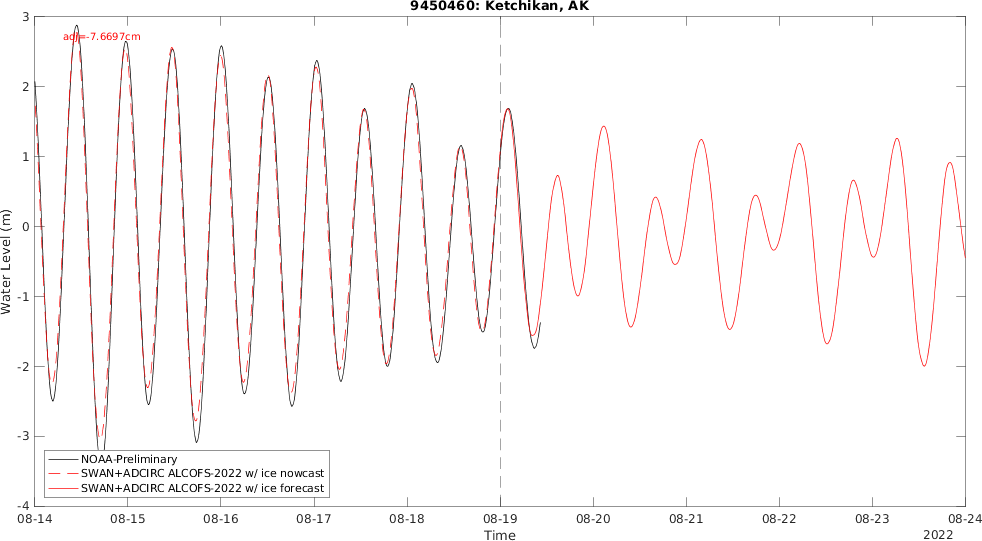 9450460: Ketchikan, AK
adj=-7.6697cm
Water Level (m)
3
2
1
0
-1
-2
-3
-4
NOAA-Preliminary
SWAN+ADCIRC ALCOFS-2022 w/ ice nowcast
SWAN+ADCIRC ALCOFS-2022 w/ ice forecast
08-14 08-15 08-16 08-17 08-18 08-19 08-20 08-21 08-22 08-23 08-24
Time
2022